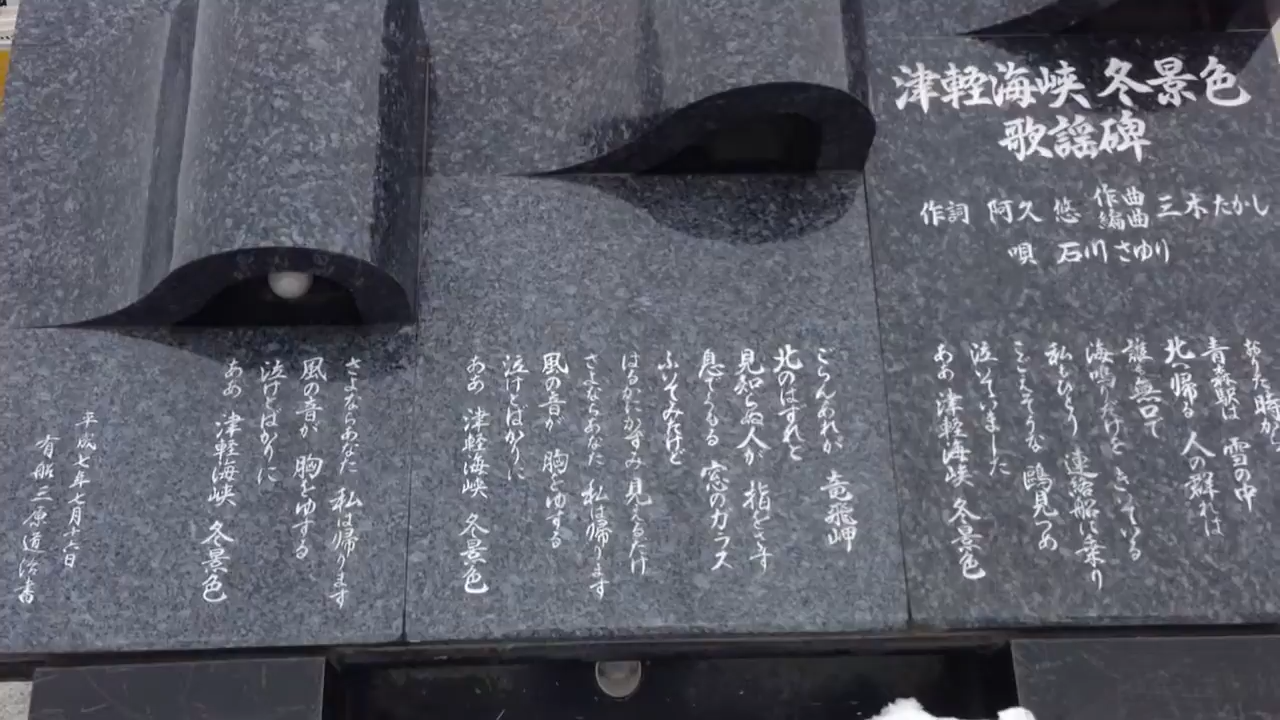 津軽海峡 冬景色
歌謡碑
作詞 阿久 悠 作曲 編曲 三木たかし
唄 石川さゆり
おりた時から
青森駅は 雪の中
北へ帰る 人の群れは
誰も無口で
海鳴りだけを きいている
私もひとり 連絡船に乗り
こごえそうな 鴎見つめ
泣いていました
ああ 津軽海峡 冬景色
ごらんあれが 竜飛岬
北のはずれと
見知らぬ人が 指をさす
息でくもる 窓のガラス
ふいてみたけど
はるかにかすみ 見えるだけ
さよならあなた 私は帰ります
風の音が 胸をゆする
泣けとばかりに
ああ 津軽海峡 冬景色
さよならあなた 私は帰ります
風の音が 胸をゆする
泣けとばかりに
ああ 津軽海峡 冬景色
平成七年七月十六日
有船三原道